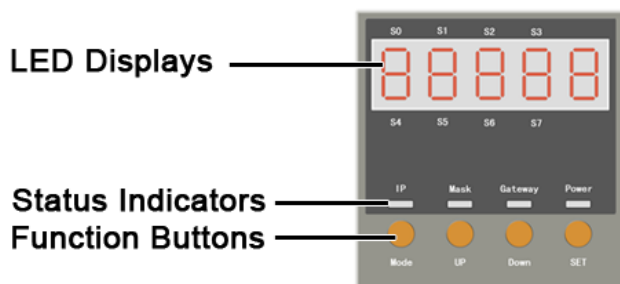 LED Displays
S0 S1 S2 S3
88888
S4 S5 S6 S7
Status Indicators
IP Mask Gateway Power
Function Buttons
Mode UP Down SET